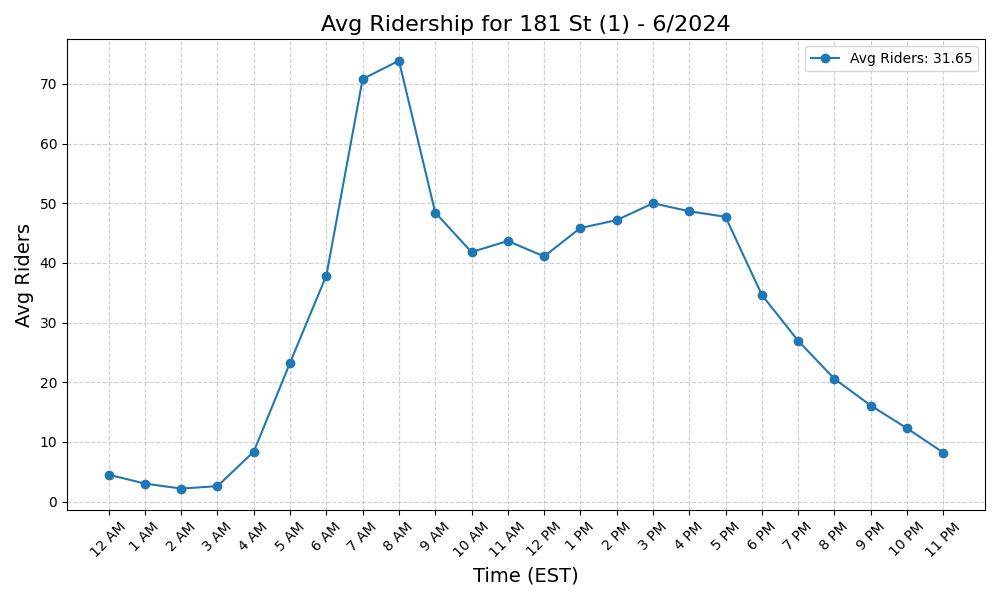 Avg Ridership for 181 St (1) - 6/2024
Avg Riders: 31.65
Avg Riders
70
60
50
40
30
20
10
0
12 AM
1 AM
2 AM
3 AM
4 AM
5 AM
6 AM
7 AM
8 AM
9 AM
10 AM
11 AM
12 PM
1 PM
2 PM
3 PM
4 PM
5 PM
6 PM
7 PM
8 PM
9 PM
10 PM
11 PM
Time (EST)